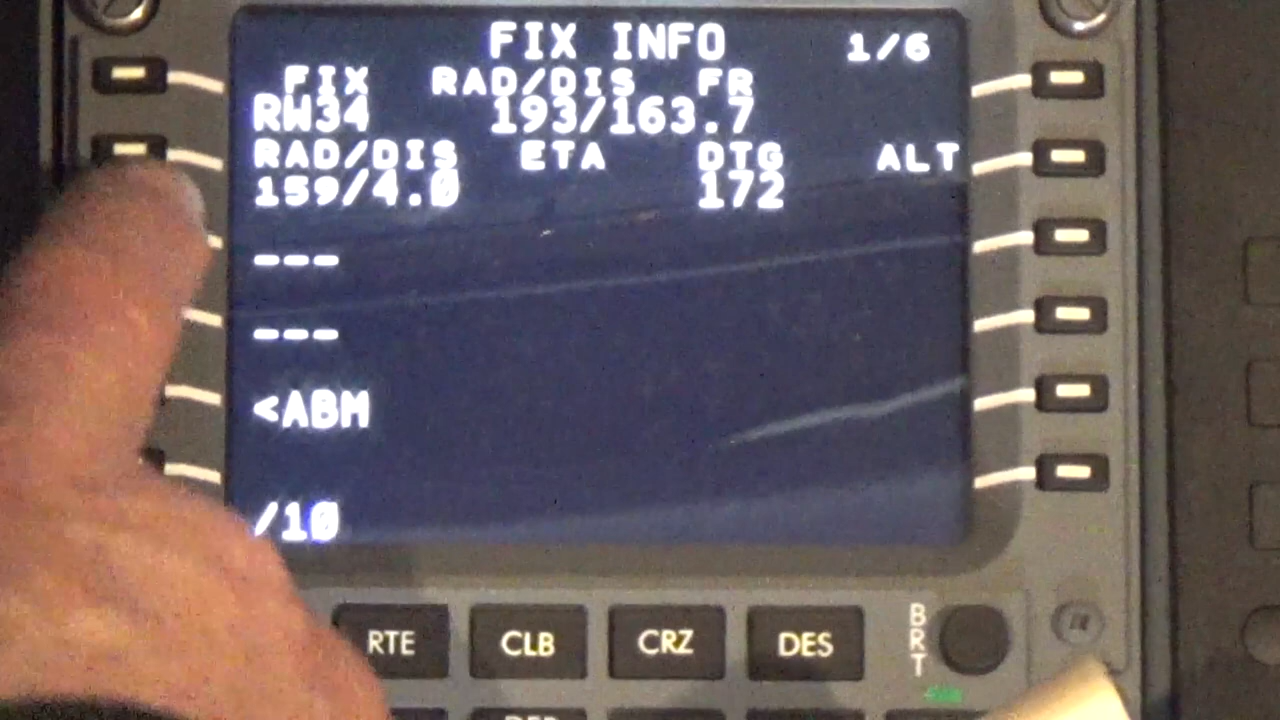 FIX INFO 1/6
FIX RAD/DIS FR
RW34 193/163.7
RAD/DIS ETA DTG ALT
159/4.0 172
---
---
<ABM
/10
RTE CLB CRZ DES
BRT